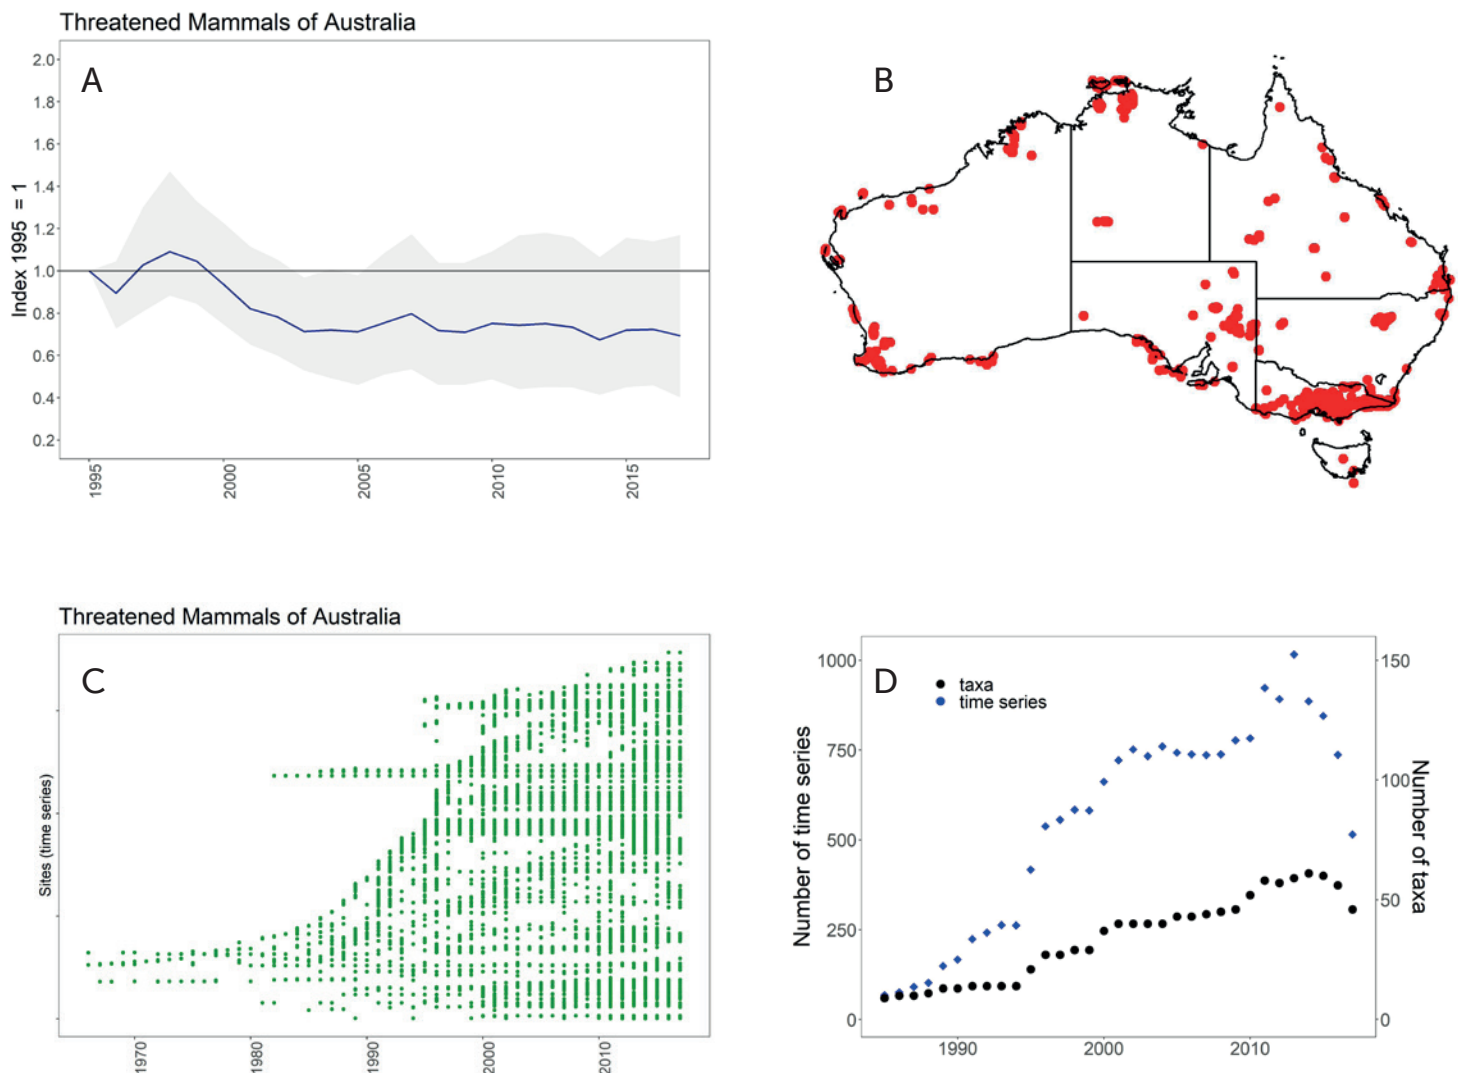 Threatened Mammals of Australia
A
2.0
1.8
1.6
1.4
1.2
1.0
0.8
0.6
0.4
0.2
Index 1995 = 1
1995
2000
2005
2010
2015
B
Threatened Mammals of Australia
C
Sites (time series)
1970
1980
1990
2000
2010
D
taxa
time series
1000
750
500
250
0
Number of time series
150
100
50
0
Number of taxa
1990
2000
2010